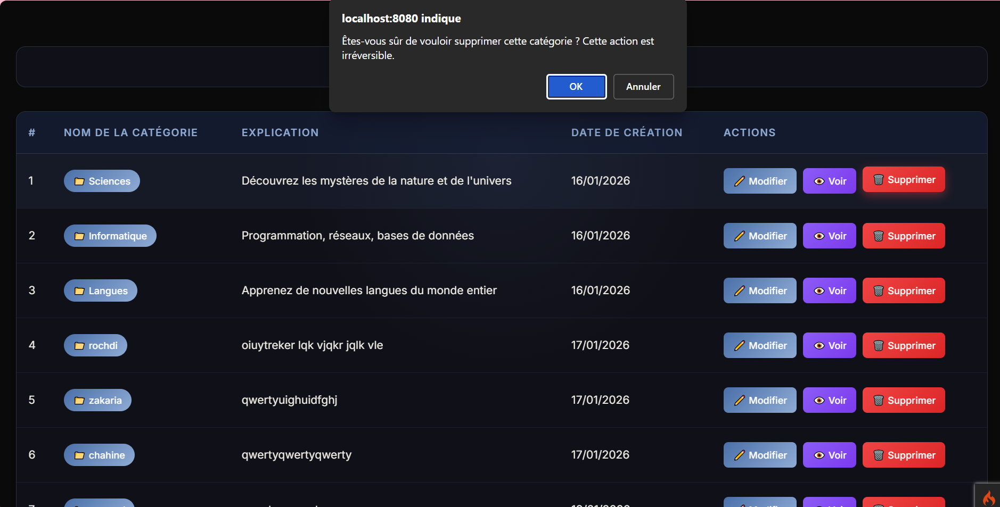 localhost:8080 indique
Êtes-vous sûr de vouloir supprimer cette catégorie ? Cette action est
irréversible.
OK Annuler
# NOM DE LA CATÉGORIE EXPLICATION DATE DE CRÉATION ACTIONS
1 Sciences Découvrez les mystères de la nature et de l'univers 16/01/2026 Modifier Voir Supprimer
2 Informatique Programmation, réseaux, bases de données 16/01/2026 Modifier Voir Supprimer
3 Langues Apprenez de nouvelles langues du monde entier 16/01/2026 Modifier Voir Supprimer
4 rochdi oiuytreker lqk vjqkr jqlk vle 17/01/2026 Modifier Voir Supprimer
5 zakaria qwertyuighuidfghj 17/01/2026 Modifier Voir Supprimer
6 chahine qwertyqwertyqwerty 17/01/2026 Modifier Voir Supprimer